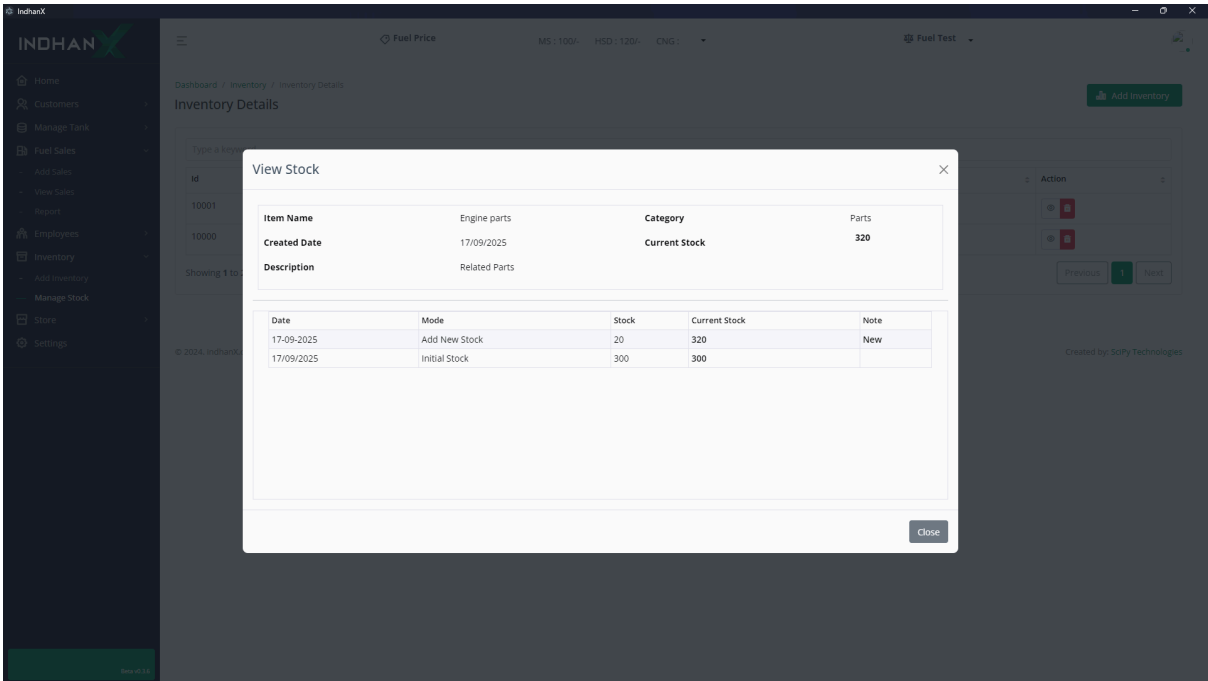 IndhanX
INDHANX
Fuel Price
MS : 100/- HSD : 120/- CNG :
Fuel Test
Home
Customers
Manage Tank
Fuel Sales
Add Sales
View Sales
Report
Employees
Inventory
Add Inventory
Manage Stock
Store
Settings
Dashboard / Inventory / Inventory Details
Inventory Details
Add Inventory
Type a
Id
Action
10001
10000
Showing 1 to
Previous 1 Next
© 2024, IndhanX
Created by: SciFy Technologies
View Stock
Item Name Engine parts Category Parts
Created Date 17/09/2025 Current Stock 320
Description Related Parts
Date Mode Stock Current Stock Note
17-09-2025 Add New Stock 20 320 New
17/09/2025 Initial Stock 300 300
Close